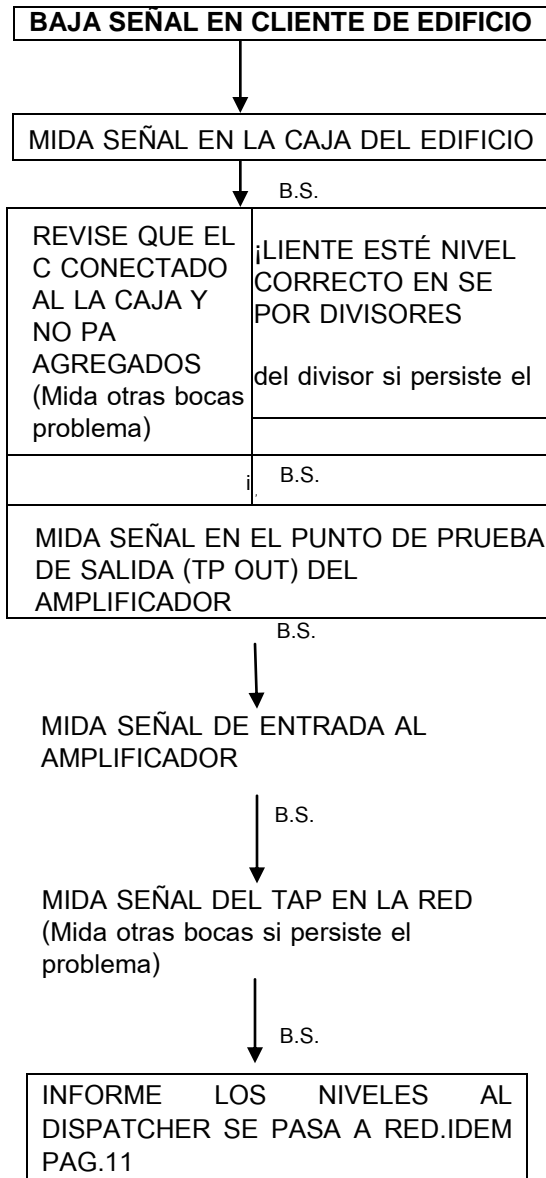 BAJA SEÑAL EN CLIENTE DE EDIFICIO
MIDA SEÑAL EN LA CAJA DEL EDIFICIO
B.S.
REVISE QUE EL
C CONECTADO
AL LA CAJA Y
NO PA
AGREGADOS
(Mida otras bocas
problema)
¡LIENTE ESTÉ NIVEL
CORRECTO EN SE
POR DIVISORES
del divisor si persiste el
i,
B.S.
MIDA SEÑAL EN EL PUNTO DE PRUEBA
DE SALIDA (TP OUT) DEL
AMPLIFICADOR
B.S.
MIDA SEÑAL DE ENTRADA AL
AMPLIFICADOR
B.S.
MIDA SEÑAL DEL TAP EN LA RED
(Mida otras bocas si persiste el
problema)
B.S.
INFORME LOS NIVELES AL
DISPATCHER SE PASA A RED.IDEM
PAG.11